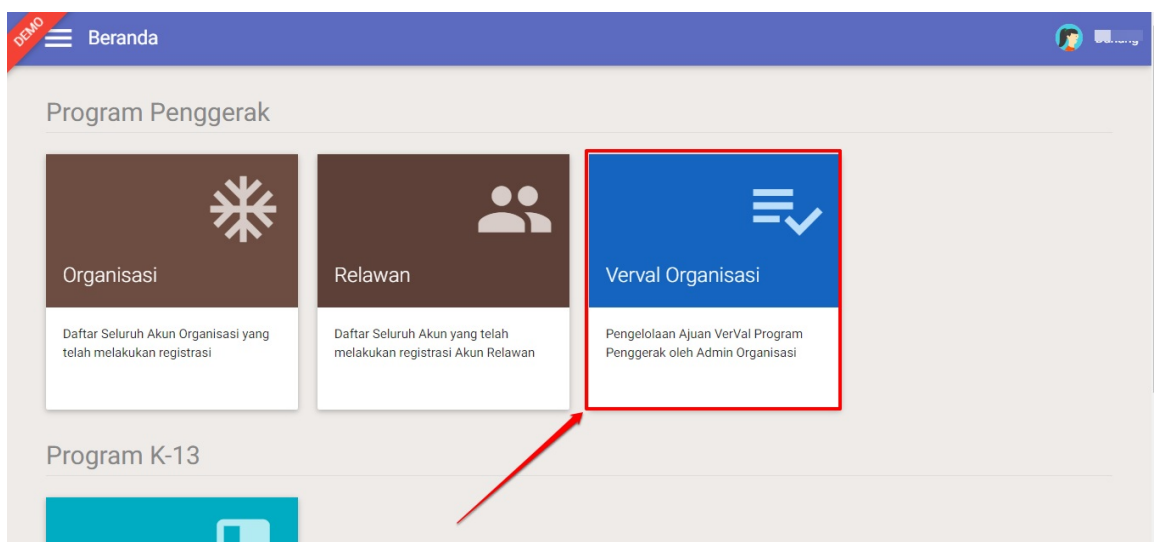 DEMO
Beranda
Program Penggerak
Organisasi
Daftar Seluruh Akun Organisasi yang
telah melakukan registrasi
Relawan
Daftar Seluruh Akun yang telah
melakukan registrasi Akun Relawan
Verval Organisasi
Pengelolaan Ajuan VerVal Program
Penggerak oleh Admin Organisasi
Program K-13